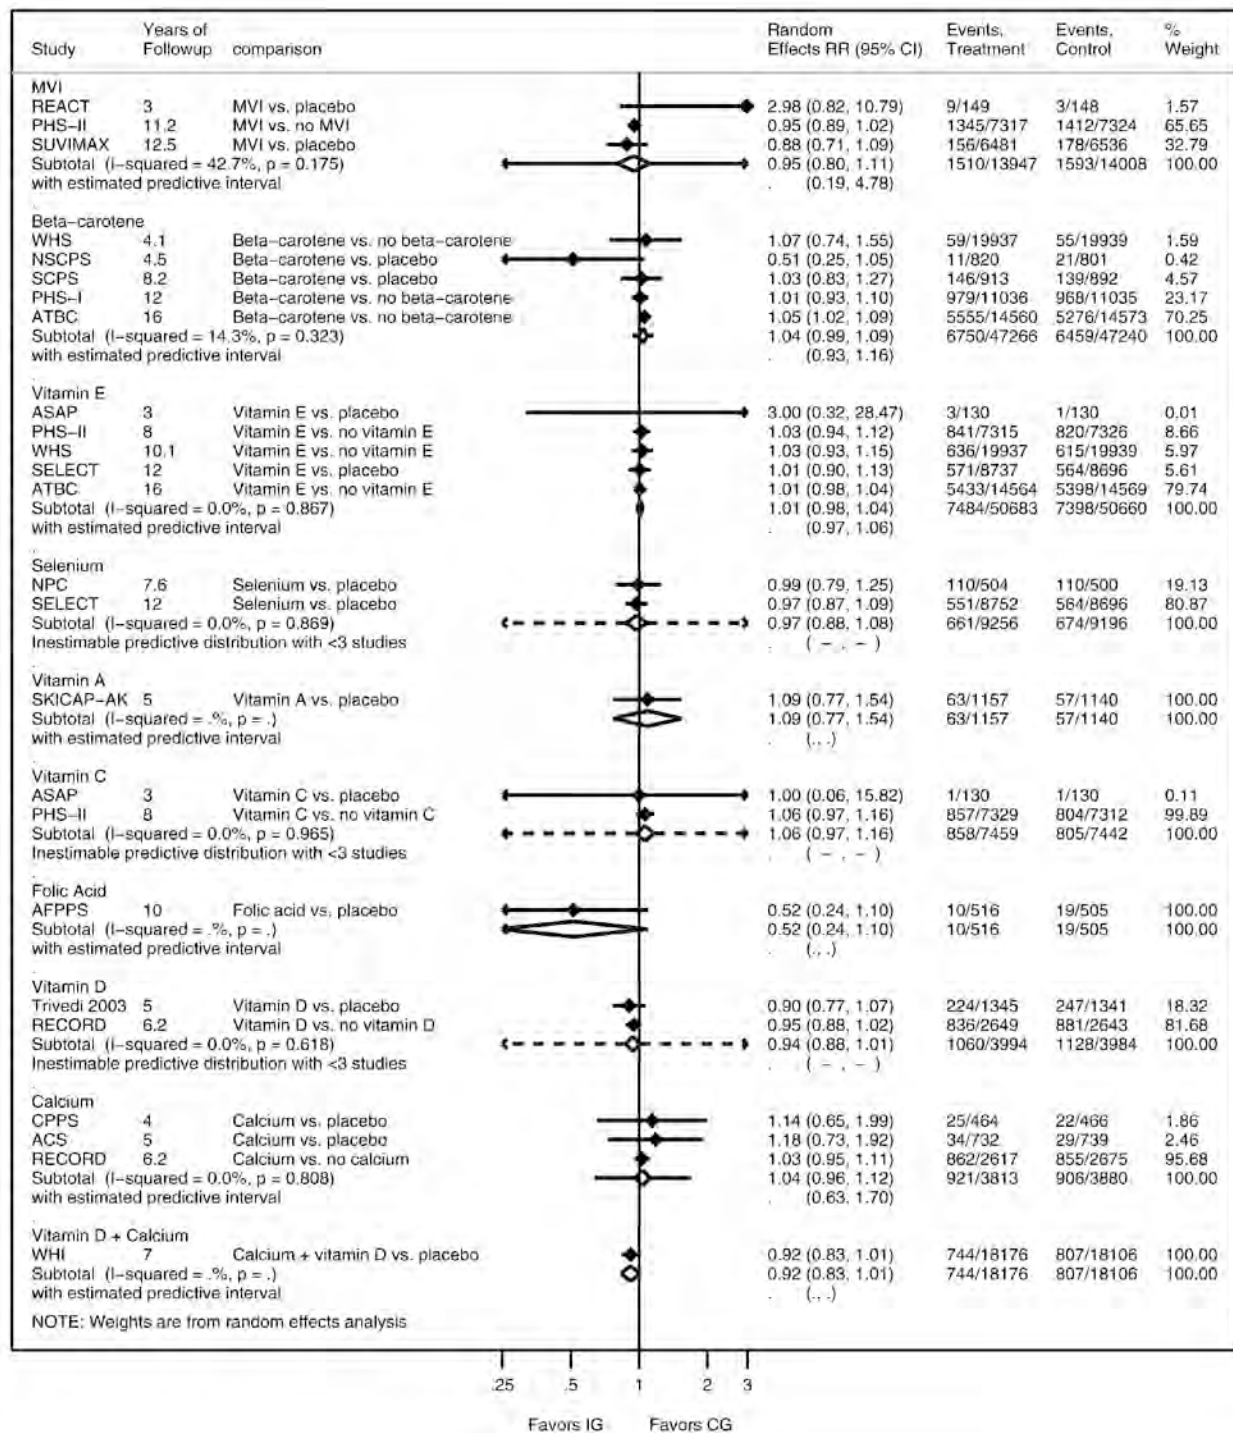 Study Years of Followup comparison Random Effects RR (95% CI) Events, Treatment Events, Control % Weight
MVI
REACT 3 MVI vs. placebo 2.98 (0.82, 10.79) 9/149 3/148 1.57
PHS-II 11.2 MVI vs. no MVI 0.95 (0.89, 1.02) 1345/7317 1412/7324 65.65
SUVIMAX 12.5 MVI vs. placebo 0.88 (0.71, 1.09) 156/6481 178/6536 32.79
Subtotal (I-squared = 42.7%, p = 0.175) 0.95 (0.80, 1.11) 1510/13947 1593/14008 100.00
with estimated predictive interval . (0.19, 4.78)
.
Beta-carotene
WHS 4.1 Beta-carotene vs. no beta-carotene 1.07 (0.74, 1.55) 59/19937 55/19939 1.59
NSCPS 4.5 Beta-carotene vs. placebo 0.51 (0.25, 1.05) 11/820 21/801 0.42
SCPS 8.2 Beta-carotene vs. placebo 1.03 (0.83, 1.27) 146/913 139/892 4.57
PHS-I 12 Beta-carotene vs. no beta-carotene 1.01 (0.93, 1.10) 979/11036 968/11035 23.17
ATBC 16 Beta-carotene vs. no beta-carotene 1.05 (1.02, 1.09) 5555/14560 5276/14573 70.25
Subtotal (I-squared = 14.3%, p = 0.323) 1.04 (0.99, 1.09) 6750/47266 6459/47240 100.00
with estimated predictive interval . (0.93, 1.16)
.
Vitamin E
ASAP 3 Vitamin E vs. placebo 3.00 (0.32, 28.47) 3/130 1/130 0.01
PHS-II 8 Vitamin E vs. no vitamin E 1.03 (0.94, 1.12) 841/7315 820/7326 8.66
WHS 10.1 Vitamin E vs. no vitamin E 1.03 (0.93, 1.15) 636/19937 615/19939 5.97
SELECT 12 Vitamin E vs. placebo 1.01 (0.90, 1.13) 571/8737 564/8696 5.61
ATBC 16 Vitamin E vs. no vitamin E 1.01 (0.98, 1.04) 5433/14564 5398/14569 79.74
Subtotal (I-squared = 0.0%, p = 0.867) 1.01 (0.98, 1.04) 7484/50683 7398/50660 100.00
with estimated predictive interval . (0.97, 1.06)
.
Selenium
NPC 7.6 Selenium vs. placebo 0.99 (0.79, 1.25) 110/504 110/500 19.13
SELECT 12 Selenium vs. placebo 0.97 (0.87, 1.09) 551/8752 564/8696 80.87
Subtotal (I-squared = 0.0%, p = 0.869) 0.97 (0.88, 1.08) 661/9256 674/9196 100.00
Inestimable predictive distribution with <3 studies . ( - , - )
.
Vitamin A
SKICAP-AK 5 Vitamin A vs. placebo 1.09 (0.77, 1.54) 63/1157 57/1140 100.00
Subtotal (I-squared = .%, p = .) 1.09 (0.77, 1.54) 63/1157 57/1140 100.00
with estimated predictive interval . (., .)
.
Vitamin C
ASAP 3 Vitamin C vs. placebo 1.00 (0.06, 15.82) 1/130 1/130 0.11
PHS-II 8 Vitamin C vs. no vitamin C 1.06 (0.97, 1.16) 857/7329 804/7312 99.89
Subtotal (I-squared = 0.0%, p = 0.965) 1.06 (0.97, 1.16) 858/7459 805/7442 100.00
Inestimable predictive distribution with <3 studies . ( - , - )
.
Folic Acid
AFPPS 10 Folic acid vs. placebo 0.52 (0.24, 1.10) 10/516 19/505 100.00
Subtotal (I-squared = .%, p = .) 0.52 (0.24, 1.10) 10/516 19/505 100.00
with estimated predictive interval . (., .)
.
Vitamin D
Trivedi 2003 5 Vitamin D vs. placebo 0.90 (0.77, 1.07) 224/1345 247/1341 18.32
RECORD 6.2 Vitamin D vs. no vitamin D 0.95 (0.88, 1.02) 836/2649 881/2643 81.68
Subtotal (I-squared = 0.0%, p = 0.618) 0.94 (0.88, 1.01) 1060/3994 1128/3984 100.00
Inestimable predictive distribution with <3 studies . ( - , - )
.
Calcium
CPPS 4 Calcium vs. placebo 1.14 (0.65, 1.99) 25/464 22/466 1.86
ACS 5 Calcium vs. placebo 1.18 (0.73, 1.92) 34/732 29/739 2.46
RECORD 6.2 Calcium vs. no calcium 1.03 (0.95, 1.11) 862/2617 855/2675 95.68
Subtotal (I-squared = 0.0%, p = 0.808) 1.04 (0.96, 1.12) 921/3813 906/3880 100.00
with estimated predictive interval . (0.63, 1.70)
.
Vitamin D + Calcium
WHI 7 Calcium + vitamin D vs. placebo 0.92 (0.83, 1.01) 744/18176 807/18106 100.00
Subtotal (I-squared = .%, p = .) 0.92 (0.83, 1.01) 744/18176 807/18106 100.00
with estimated predictive interval . (., .)
NOTE: Weights are from random effects analysis
.25 .5 1 2 3
Favors IG Favors CG